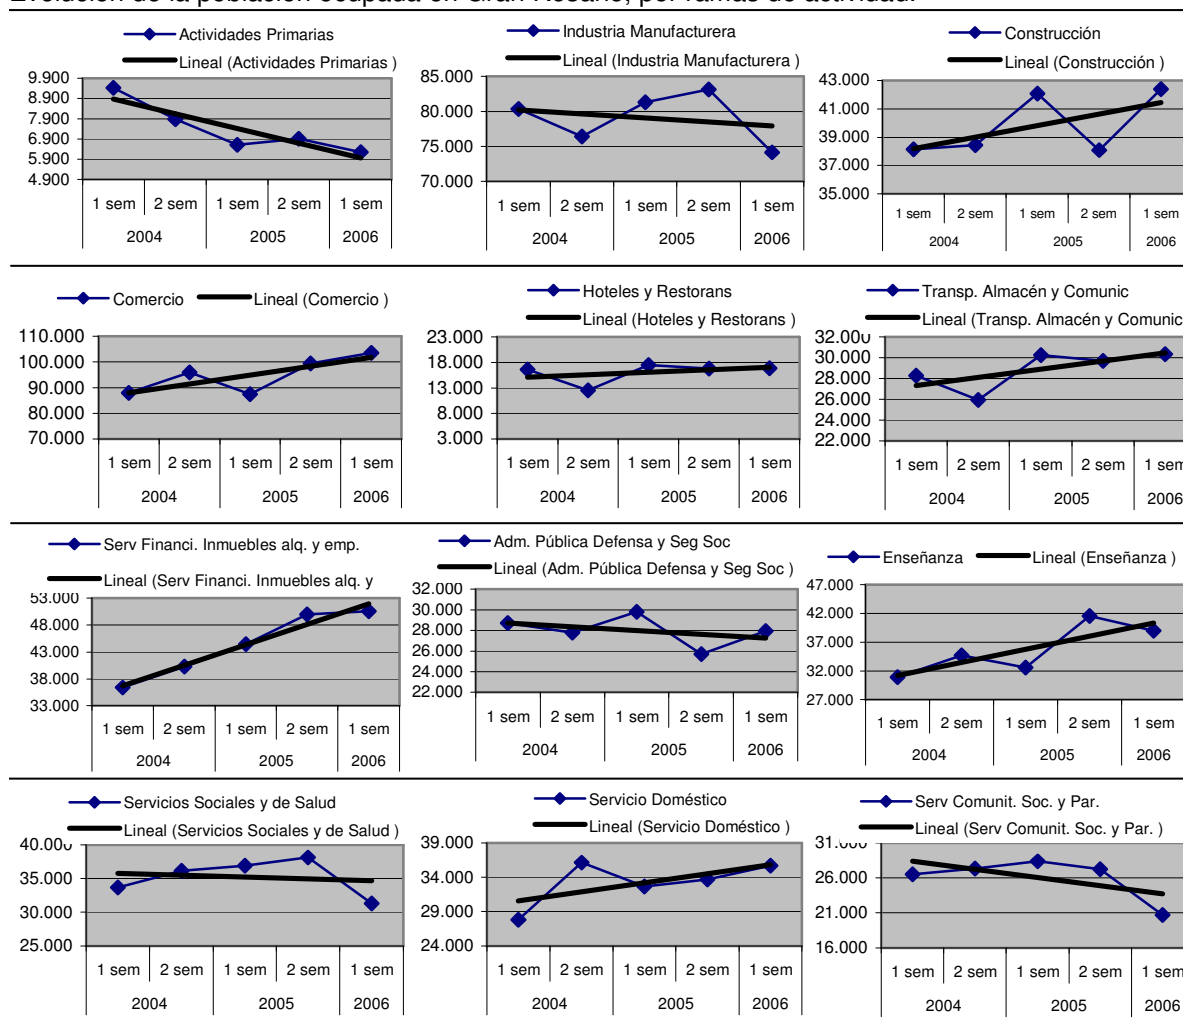 Evolución de la población ocupada en Gran Rosario, por ramas de actividad.
Actividades Primarias
Lineal (Actividades Primarias )
9.900
8.900
7.900
6.900
5.900
4.900
1 sem 2 sem 1 sem 2 sem 1 sem
2004 2005 2006
Industria Manufacturera
Lineal (Industria Manufacturera )
85.000
80.000
75.000
70.000
1 sem 2 sem 1 sem 2 sem 1 sem
2004 2005 2006
Construcción
Lineal (Construcción )
43.000
41.000
39.000
37.000
35.000
1 sem 2 sem 1 sem 2 sem 1 sem
2004 2005 2006
Comercio Lineal (Comercio )
110.000
100.000
90.000
80.000
70.000
1 sem 2 sem 1 sem 2 sem 1 sem
2004 2005 2006
Hoteles y Restorans
Lineal (Hoteles y Restorans )
23.000
18.000
13.000
8.000
3.000
1 sem 2 sem 1 sem 2 sem 1 sem
2004 2005 2006
Transp. Almacén y Comunic
Lineal (Transp. Almacén y Comunic
32.000
30.000
28.000
26.000
24.000
22.000
1 sem 2 sem 1 sem 2 sem 1 sem
2004 2005 2006
Serv Financi. Inmuebles alq. y emp.
Lineal (Serv Financi. Inmuebles alq. y
53.000
48.000
43.000
38.000
33.000
1 sem 2 sem 1 sem 2 sem 1 sem
2004 2005 2006
Adm. Pública Defensa y Seg Soc
Lineal (Adm. Pública Defensa y Seg Soc )
32.000
30.000
28.000
26.000
24.000
22.000
1 sem 2 sem 1 sem 2 sem 1 sem
2004 2005 2006
Enseñanza Lineal (Enseñanza )
47.000
42.000
37.000
32.000
27.000
1 sem 2 sem 1 sem 2 sem 1 sem
2004 2005 2006
Servicios Sociales y de Salud
Lineal (Servicios Sociales y de Salud )
40.000
35.000
30.000
25.000
1 sem 2 sem 1 sem 2 sem 1 sem
2004 2005 2006
Servicio Doméstico
Lineal (Servicio Doméstico )
39.000
34.000
29.000
24.000
1 sem 2 sem 1 sem 2 sem 1 sem
2004 2005 2006
Serv Comunit. Soc. y Par.
Lineal (Serv Comunit. Soc. y Par. )
31.000
26.000
21.000
16.000
1 sem 2 sem 1 sem 2 sem 1 sem
2004 2005 2006